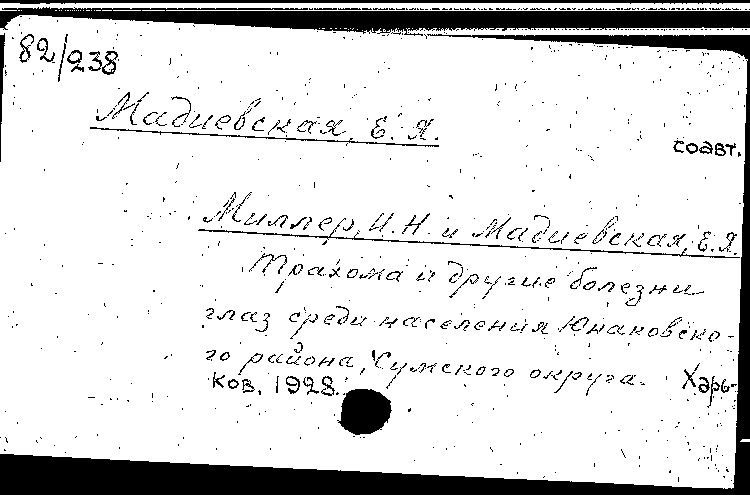 82/238
Мадиевская, Е. Я.
соавт.
Миллер, И. Н. и Мадиевская, Е. Я.
Трахома и другие болезни
глаз среди населения Юнаковско-
го района, Сумского округа. Харь-
ков. 1928.